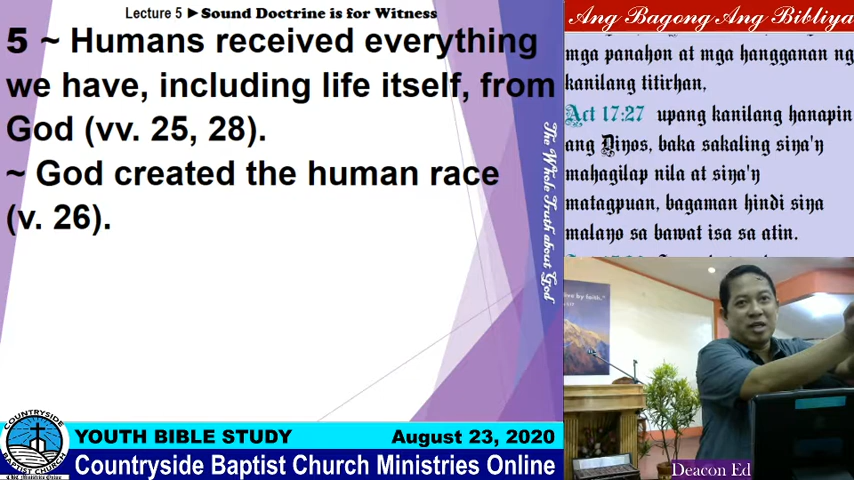 Lecture 5 ►Sound Doctrine is for Witness
5 ~ Humans received everything
we have, including life itself, from
God (vv. 25, 28).
~ God created the human race
(v. 26).
The Whole Truth about God
Ang Bagong Ang Bibliya
mga panahon at mga hangganan ng
kanilang titirhan,
Act 17:27 upang kanilang hanapin
ang Diyos, baka sakaling siya'y
mahagilap nila at siya'y
matagpuan, bagaman hindi siya
malayo sa bawat isa sa atin.
live by faith."
Deacon Ed
COUNTRYSIDE
BAPTIST CHURCH
YOUTH BIBLE STUDY August 23, 2020
Countryside Baptist Church Ministries Online